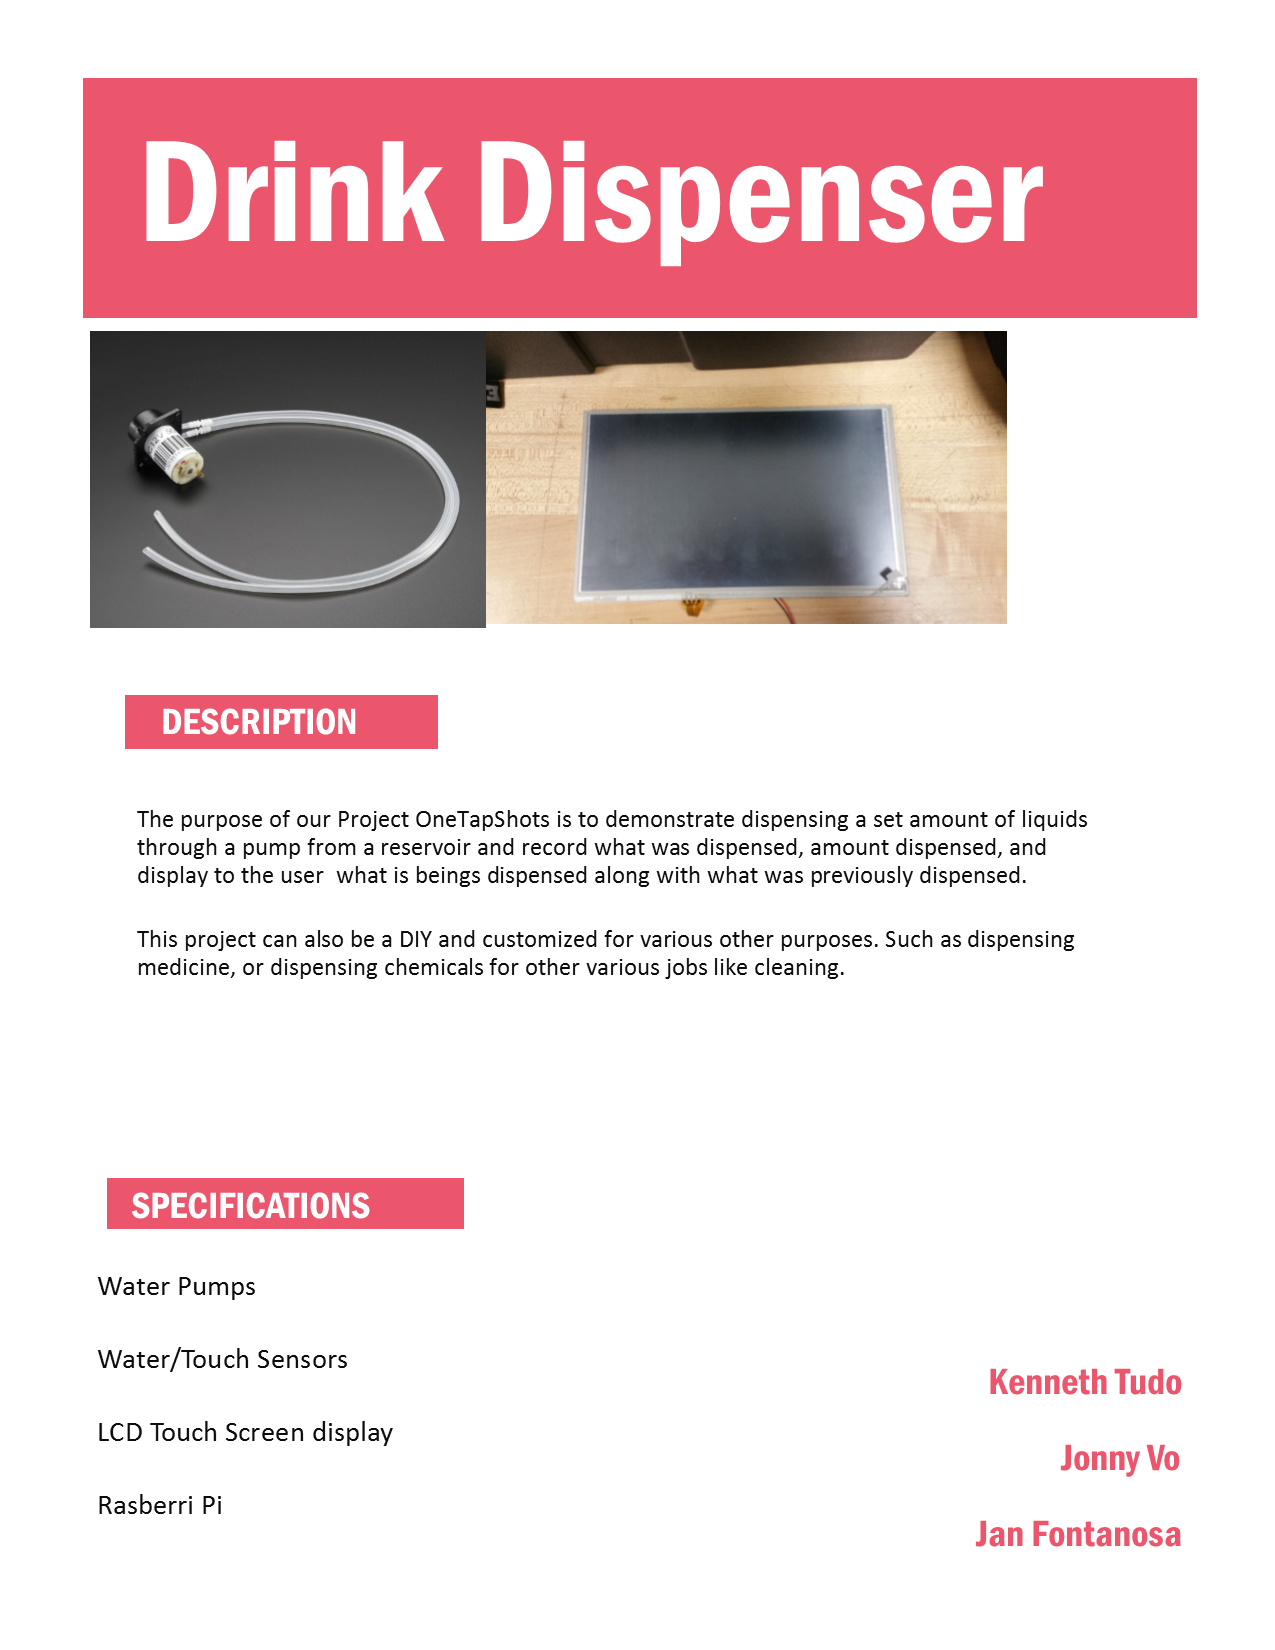 Drink Dispenser
DESCRIPTION
The purpose of our Project OneTapShots is to demonstrate dispensing a set amount of liquids
through a pump from a reservoir and record what was dispensed, amount dispensed, and
display to the user  what is beings dispensed along with what was previously dispensed.
This project can also be a DIY and customized for various other purposes. Such as dispensing
medicine, or dispensing chemicals for other various jobs like cleaning.
SPECIFICATIONS
Water Pumps
Water/Touch Sensors
LCD Touch Screen display
Rasberri Pi
Kenneth Tudo
Jonny Vo
Jan Fontanosa